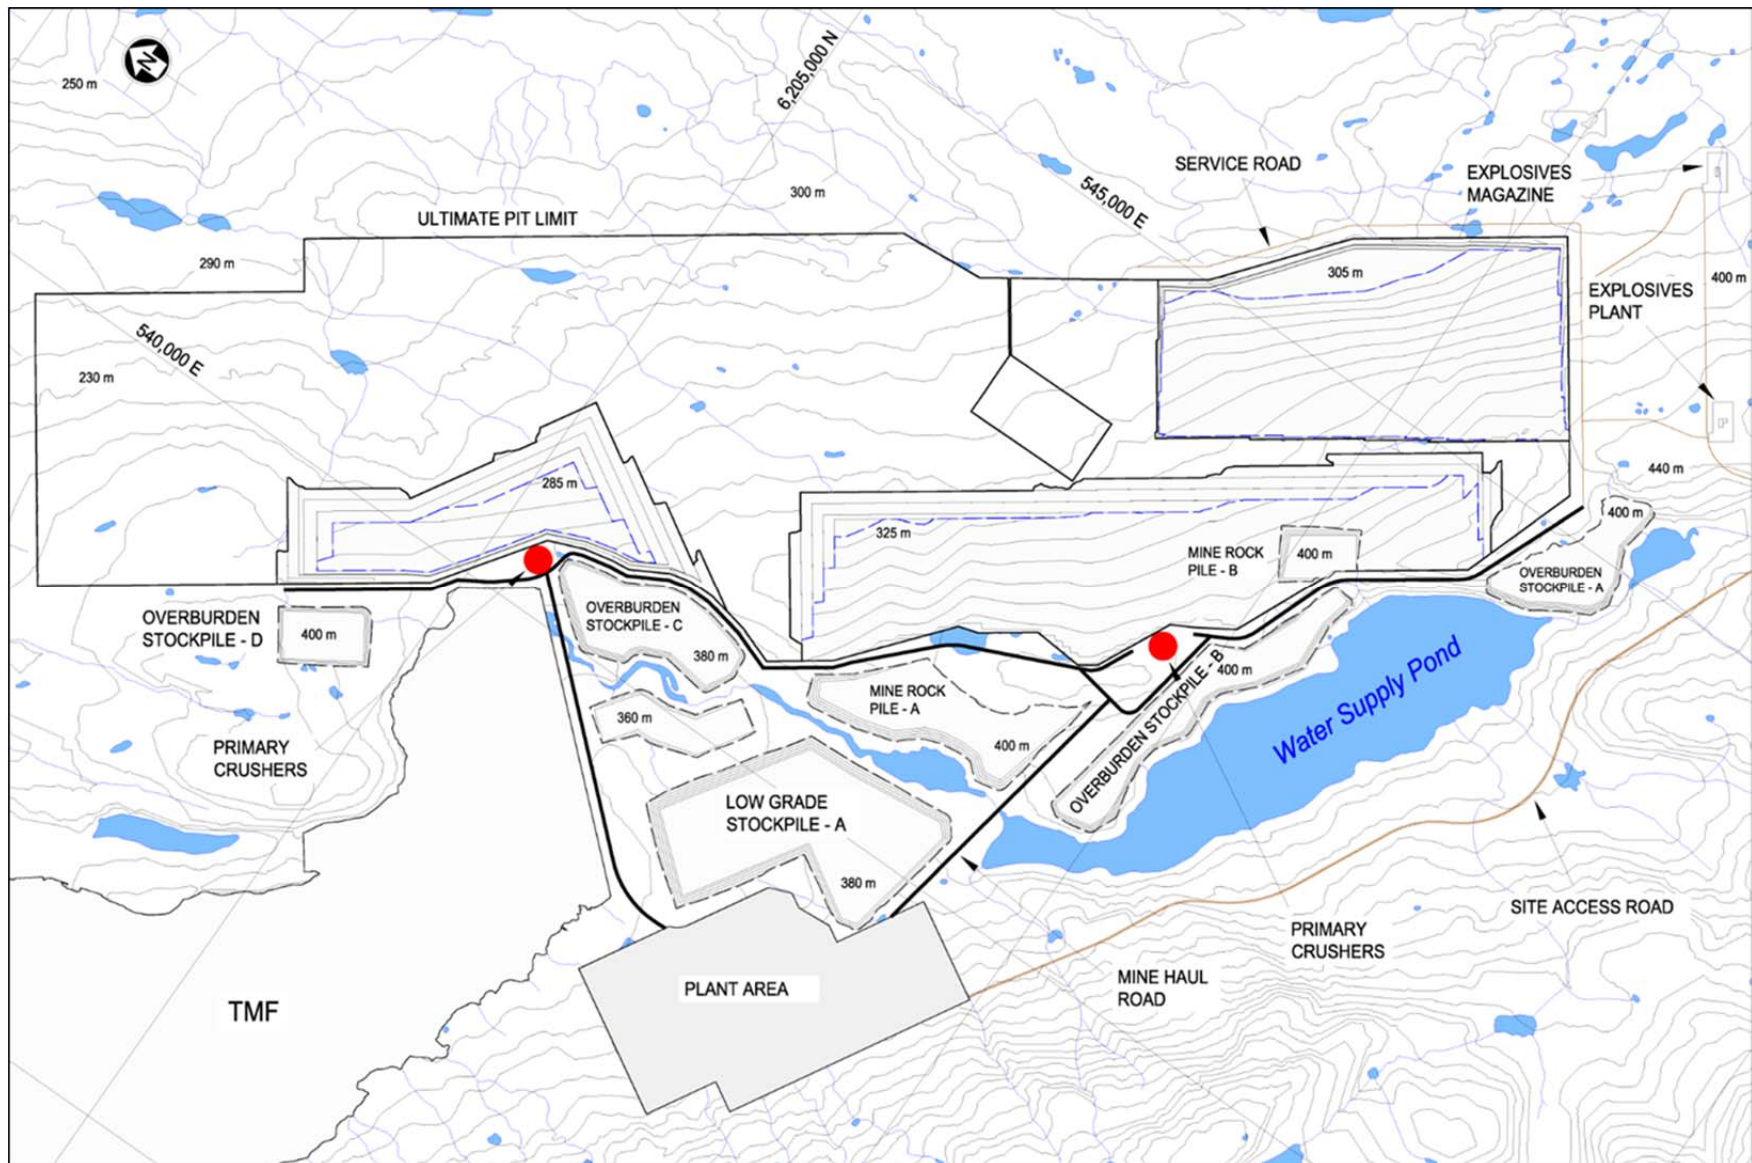 N
250 m
6,205,000 N
SERVICE ROAD
EXPLOSIVES
MAGAZINE
300 m
545,000 E
ULTIMATE PIT LIMIT
290 m
305 m
400 m
EXPLOSIVES
PLANT
540,000 E
230 m
285 m
440 m
400 m
325 m
MINE ROCK
PILE - B
400 m
OVERBURDEN
STOCKPILE - A
OVERBURDEN
STOCKPILE - D
400 m
OVERBURDEN
STOCKPILE - C
380 m
MINE ROCK
PILE - A
400 m
OVERBURDEN STOCKPILE - B
400 m
Water Supply Pond
360 m
PRIMARY
CRUSHERS
LOW GRADE
STOCKPILE - A
380 m
SITE ACCESS ROAD
PRIMARY
CRUSHERS
MINE HAUL
ROAD
PLANT AREA
TMF